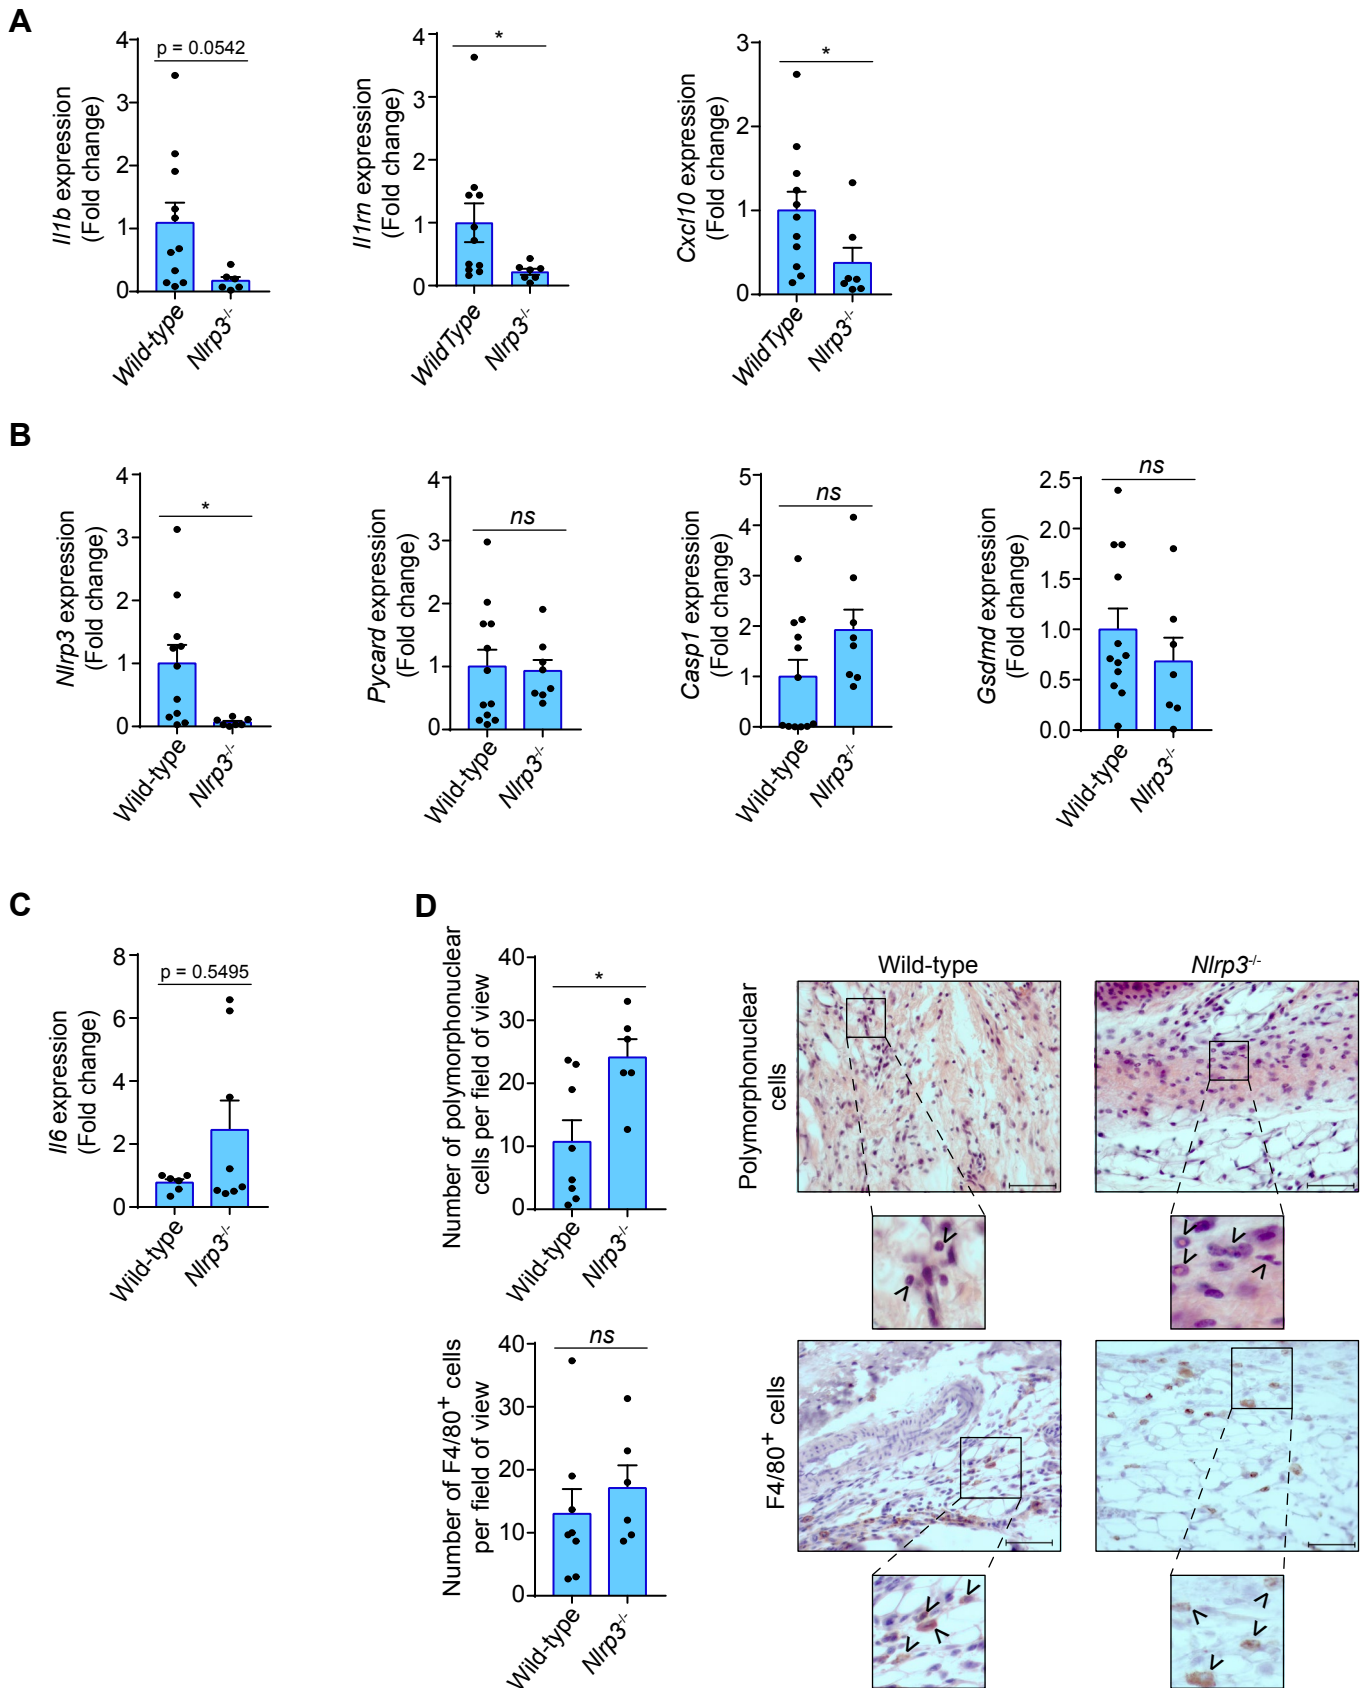 A
Il1b expression
(Fold change)
4
3
2
1
0
p = 0.0542
Wild-type
Nlrp3-/-
Il1rn expression
(Fold change)
4
3
2
1
0
*
WildType
Nlrp3-/-
Cxcl10 expression
(Fold change)
3
2
1
0
*
WildType
Nlrp3-/-
B
Nlrp3 expression
(Fold change)
4
3
2
1
0
*
Wild-type
Nlrp3-/-
Pycard expression
(Fold change)
4
3
2
1
0
ns
Wild-type
Nlrp3-/-
Casp1 expression
(Fold change)
5
4
3
2
1
0
ns
Wild-type
Nlrp3-/-
Gsdmd expression
(Fold change)
2.5
2.0
1.5
1.0
0.5
0.0
ns
Wild-type
Nlrp3-/-
C
Il6 expression
(Fold change)
8
6
4
2
0
p = 0.5495
Wild-type
Nlrp3-/-
D
Number of polymorphonuclear
cells per field of view
40
30
20
10
0
*
Wild-type
Nlrp3-/-
Number of F4/80+ cells
per field of view
40
30
20
10
0
ns
Wild-type
Nlrp3-/-
Wild-type
Nlrp3-/-
Polymorphonuclear
cells
F4/80+ cells